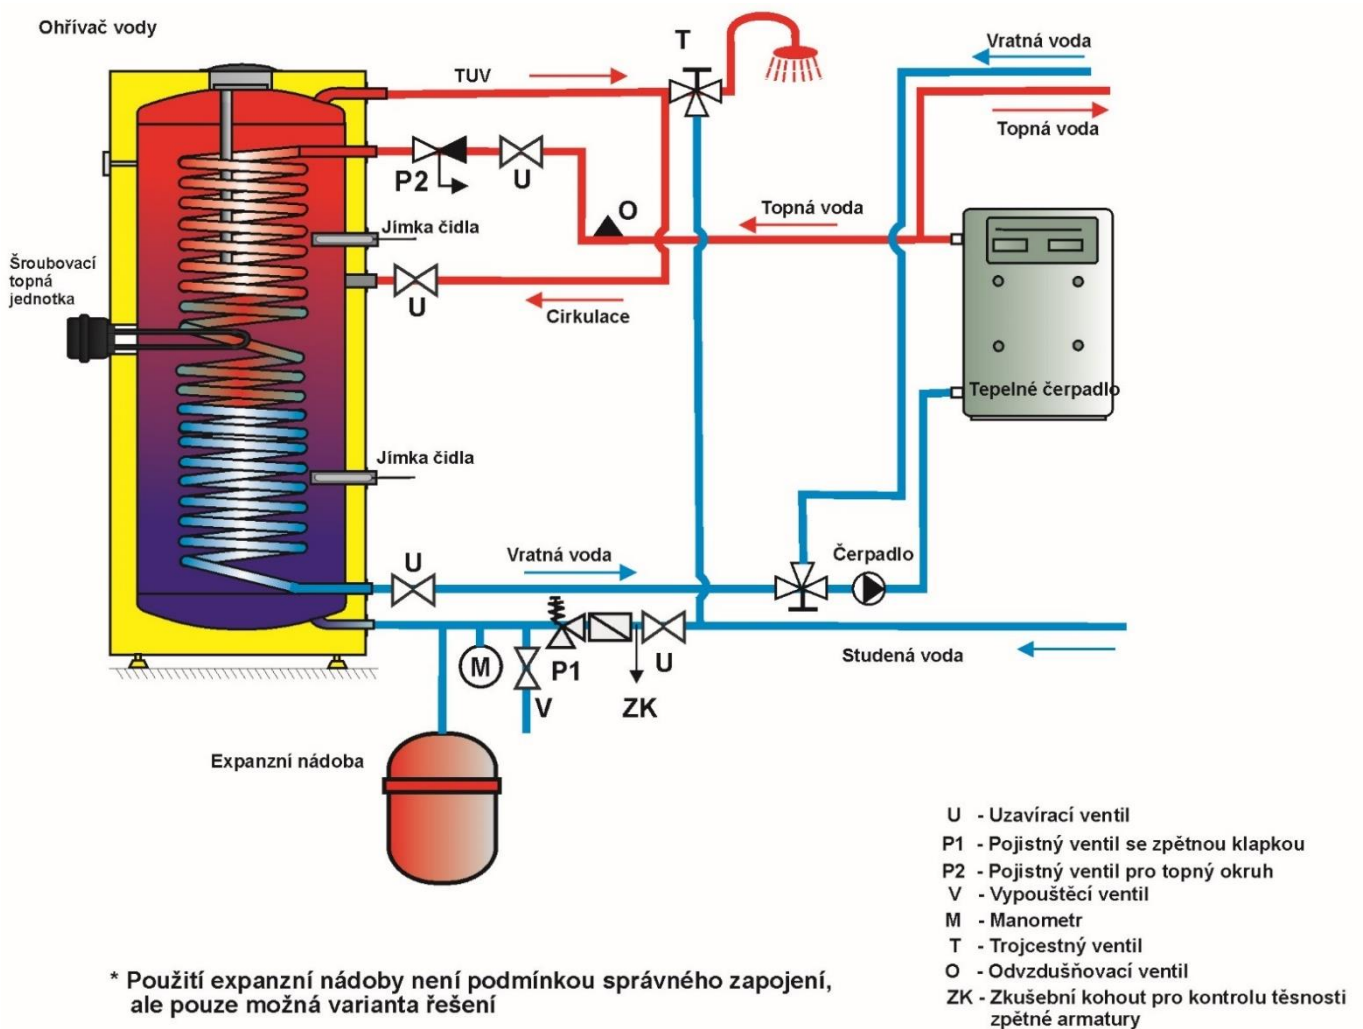 Ohřívač vody
T
Vratná voda
TUV
Topná voda
P2
U
O
Topná voda
Jímka čidla
Šroubovací
topná
jednotka
U
Cirkulace
Tepelné čerpadlo
Jímka čidla
U
Vratná voda
Čerpadlo
M
V
P1
ZK
U
Studená voda
Expanzní nádoba
U - Uzavírací ventil
P1 - Pojistný ventil se zpětnou klapkou
P2 - Pojistný ventil pro topný okruh
V - Vypouštěcí ventil
M - Manometr
T - Trojcestný ventil
O - Odvzdušňovací ventil
ZK - Zkušební kohout pro kontrolu těsnosti
zpětné armatury
* Použití expanzní nádoby není podmínkou správného zapojení,
ale pouze možná varianta řešení